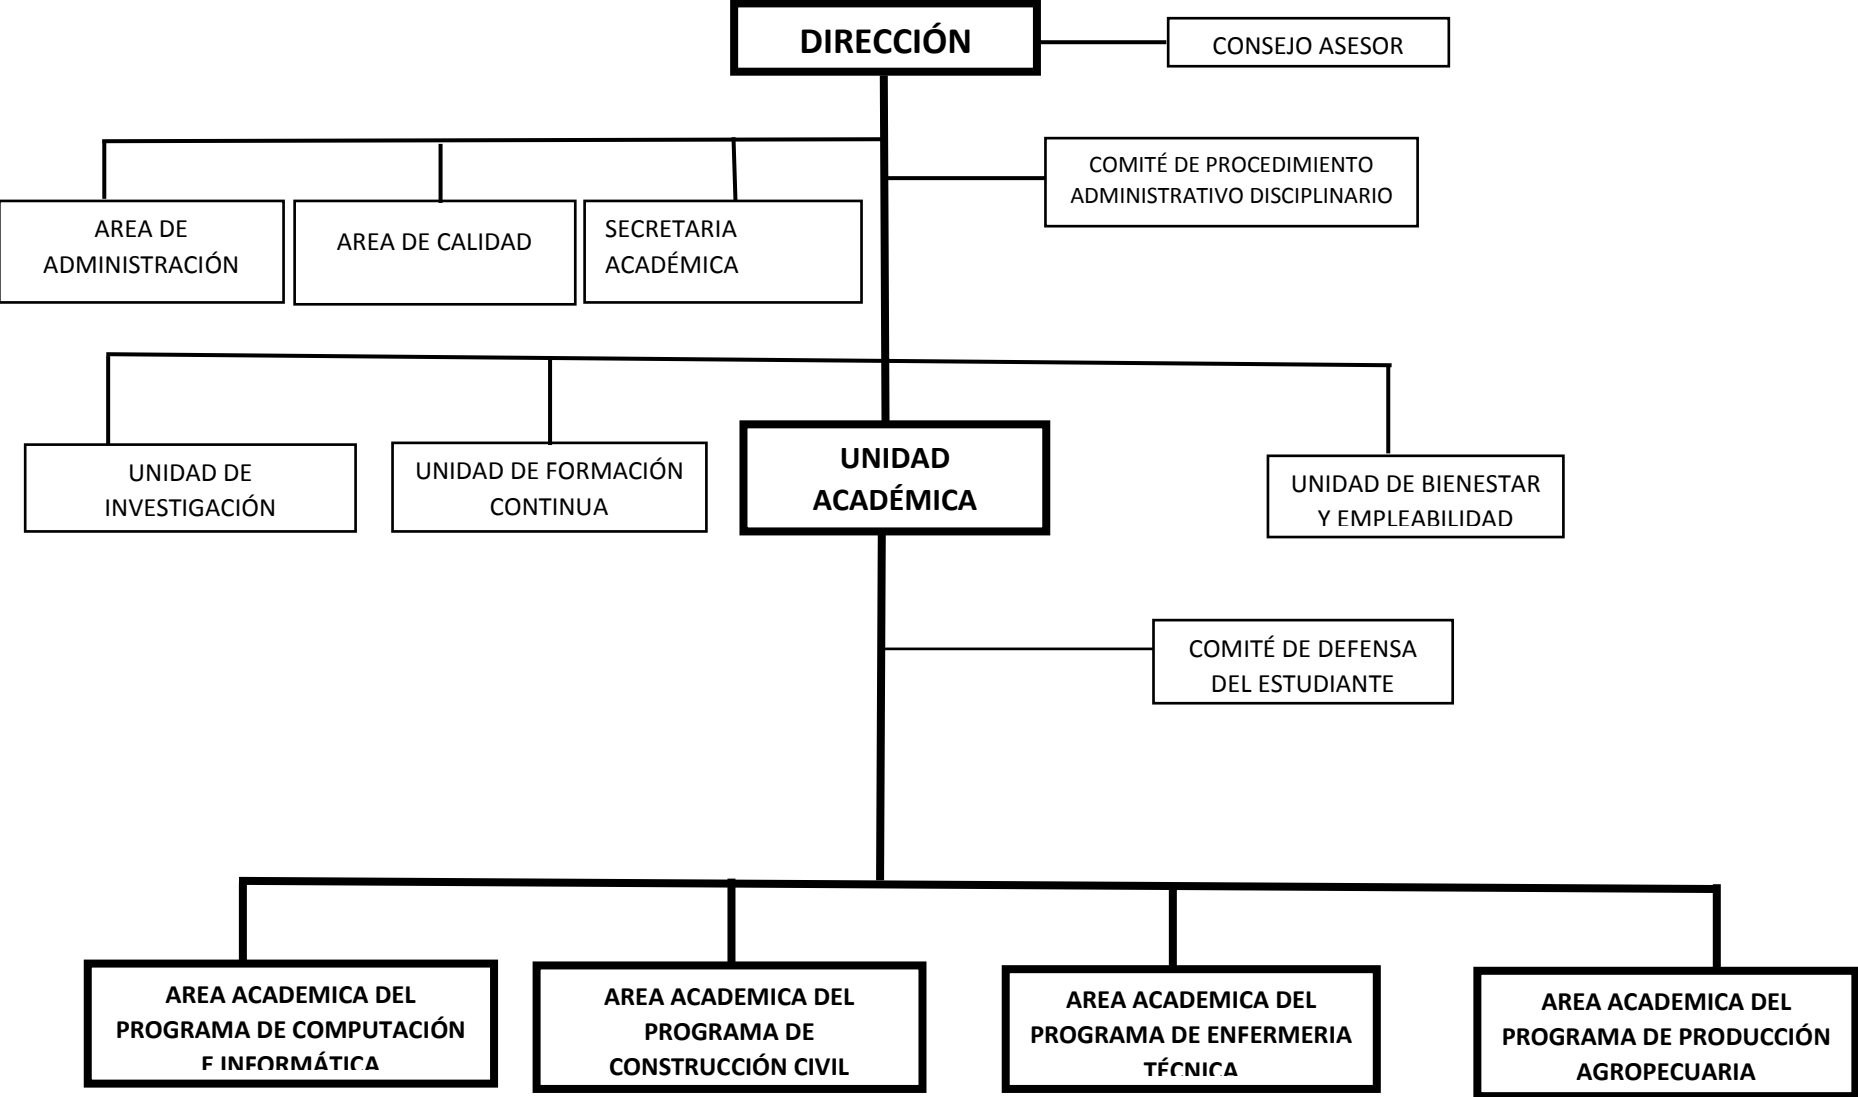 DIRECCIÓN
CONSEJO ASESOR
COMITÉ DE PROCEDIMIENTO
ADMINISTRATIVO DISCIPLINARIO
AREA DE
ADMINISTRACIÓN
AREA DE CALIDAD
SECRETARIA
ACADÉMICA
UNIDAD DE
INVESTIGACIÓN
UNIDAD DE FORMACIÓN
CONTINUA
UNIDAD
ACADÉMICA
UNIDAD DE BIENESTAR
Y EMPLEABILIDAD
COMITÉ DE DEFENSA
DEL ESTUDIANTE
AREA ACADEMICA DEL
PROGRAMA DE COMPUTACIÓN
E INFORMÁTICA
AREA ACADEMICA DEL
PROGRAMA DE
CONSTRUCCIÓN CIVIL
AREA ACADEMICA DEL
PROGRAMA DE ENFERMERIA
TÉCNICA
AREA ACADEMICA DEL
PROGRAMA DE PRODUCCIÓN
AGROPECUARIA